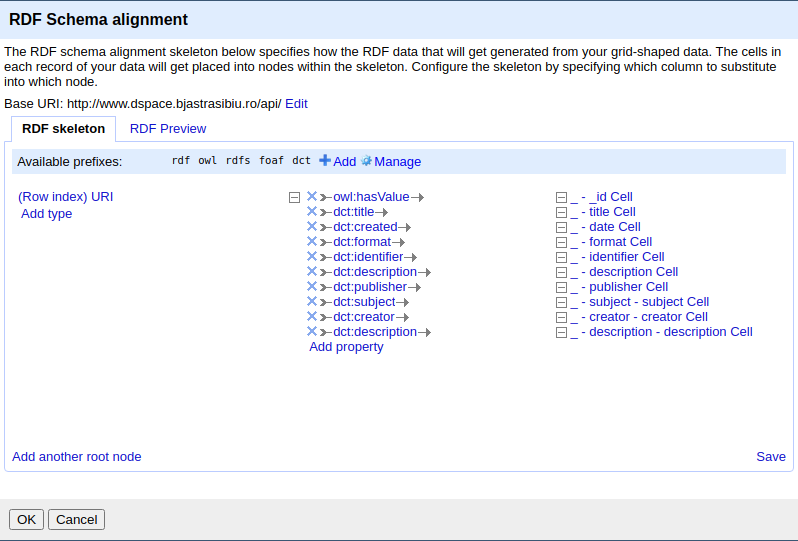 RDF Schema alignment
The RDF schema alignment skeleton below specifies how the RDF data that will get generated from your grid-shaped data. The cells in
each record of your data will get placed into nodes within the skeleton. Configure the skeleton by specifying which column to substitute
into which node.
Base URI: http://www.dspace.bjastrasibiu.ro/api/ Edit
RDF skeleton RDF Preview
Available prefixes: rdf owl rdfs foaf dct Add Manage
(Row index) URI owl:hasValue _ - _id Cell
Add type dct:title _ - title Cell
dct:created _ - date Cell
dct:format _ - format Cell
dct:identifier _ - identifier Cell
dct:description _ - description Cell
dct:publisher _ - publisher Cell
dct:subject _ - subject - subject Cell
dct:creator _ - creator - creator Cell
dct:description _ - description - description Cell
Add property
Add another root node Save
OK Cancel